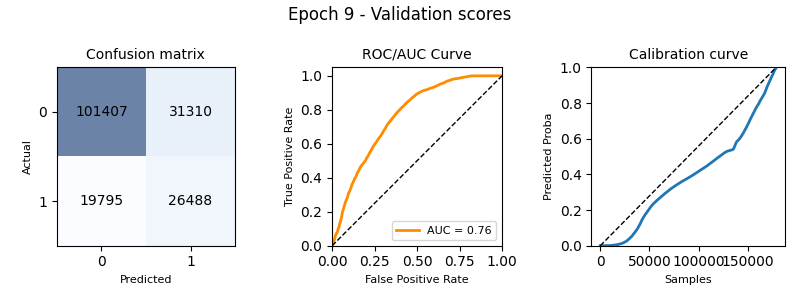 Epoch 9 - Validation scores
Confusion matrix
Actual
0
1
101407 31310
19795 26488
0 1
Predicted
ROC/AUC Curve
True Positive Rate
1.0
0.8
0.6
0.4
0.2
0.0
AUC = 0.76
0.00 0.25 0.50 0.75 1.00
False Positive Rate
Calibration curve
Predicted Proba
1.0
0.8
0.6
0.4
0.2
0.0
0 50000 100000 150000
Samples